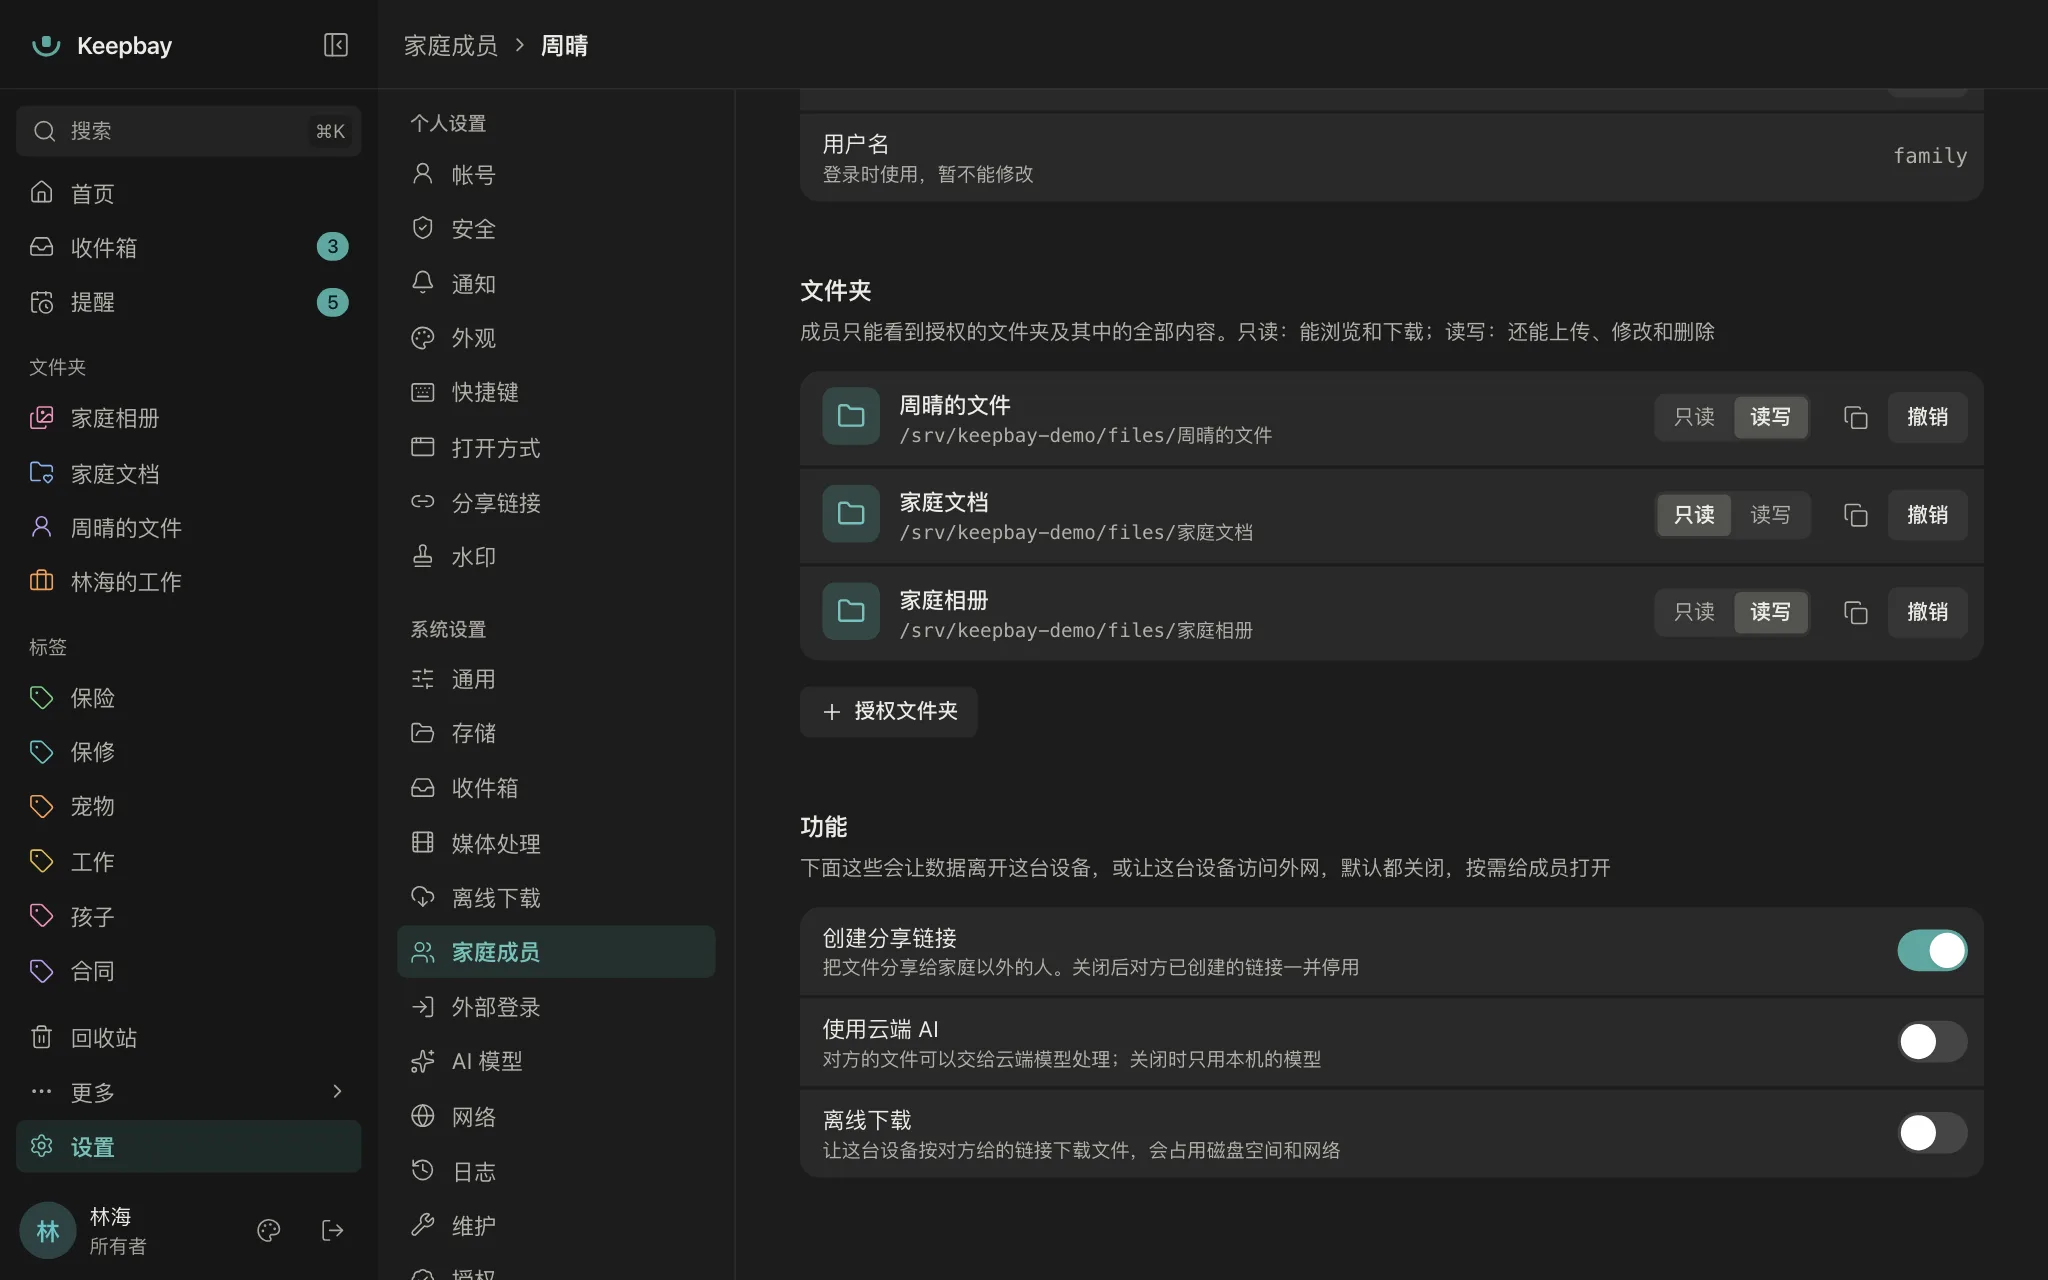 Keepbay
搜索
⌘K
首页
收件箱
3
提醒
5
文件夹
家庭相册
家庭文档
周晴的文件
林海的工作
标签
保险
保修
宠物
工作
孩子
合同
回收站
更多
设置
林
林海
所有者
家庭成员 > 周晴
个人设置
帐号
安全
通知
外观
快捷键
打开方式
分享链接
水印
系统设置
通用
存储
收件箱
媒体处理
离线下载
家庭成员
外部登录
AI 模型
网络
日志
维护
授权
用户名
登录时使用，暂不能修改
family
文件夹
成员只能看到授权的文件夹及其中的全部内容。只读：能浏览和下载；读写：还能上传、修改和删除
周晴的文件
/srv/keepbay-demo/files/周晴的文件
只读 读写 撤销
家庭文档
/srv/keepbay-demo/files/家庭文档
只读 读写 撤销
家庭相册
/srv/keepbay-demo/files/家庭相册
只读 读写 撤销
授权文件夹
功能
下面这些会让数据离开这台设备，或让这台设备访问外网，默认都关闭，按需给成员打开
创建分享链接
把文件分享给家庭以外的人。关闭后对方已创建的链接一并停用
使用云端 AI
对方的文件可以交给云端模型处理；关闭时只用本机的模型
离线下载
让这台设备按对方给的链接下载文件，会占用磁盘空间和网络